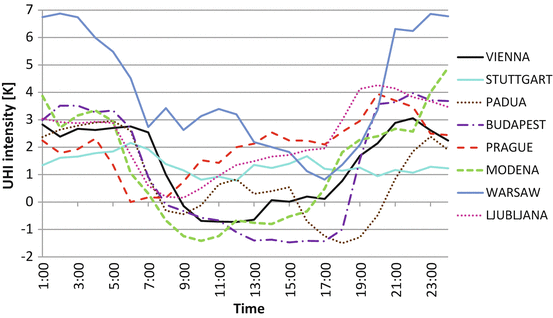 7
6
5
4
3
2
1
0
-1
-2
UHI intensity [K]
1:00
3:00
5:00
7:00
9:00
11:00
13:00
15:00
17:00
19:00
21:00
23:00
Time
VIENNA
STUTTGART
PADUA
BUDAPEST
PRAGUE
MODENA
WARSAW
LJUBLJANA